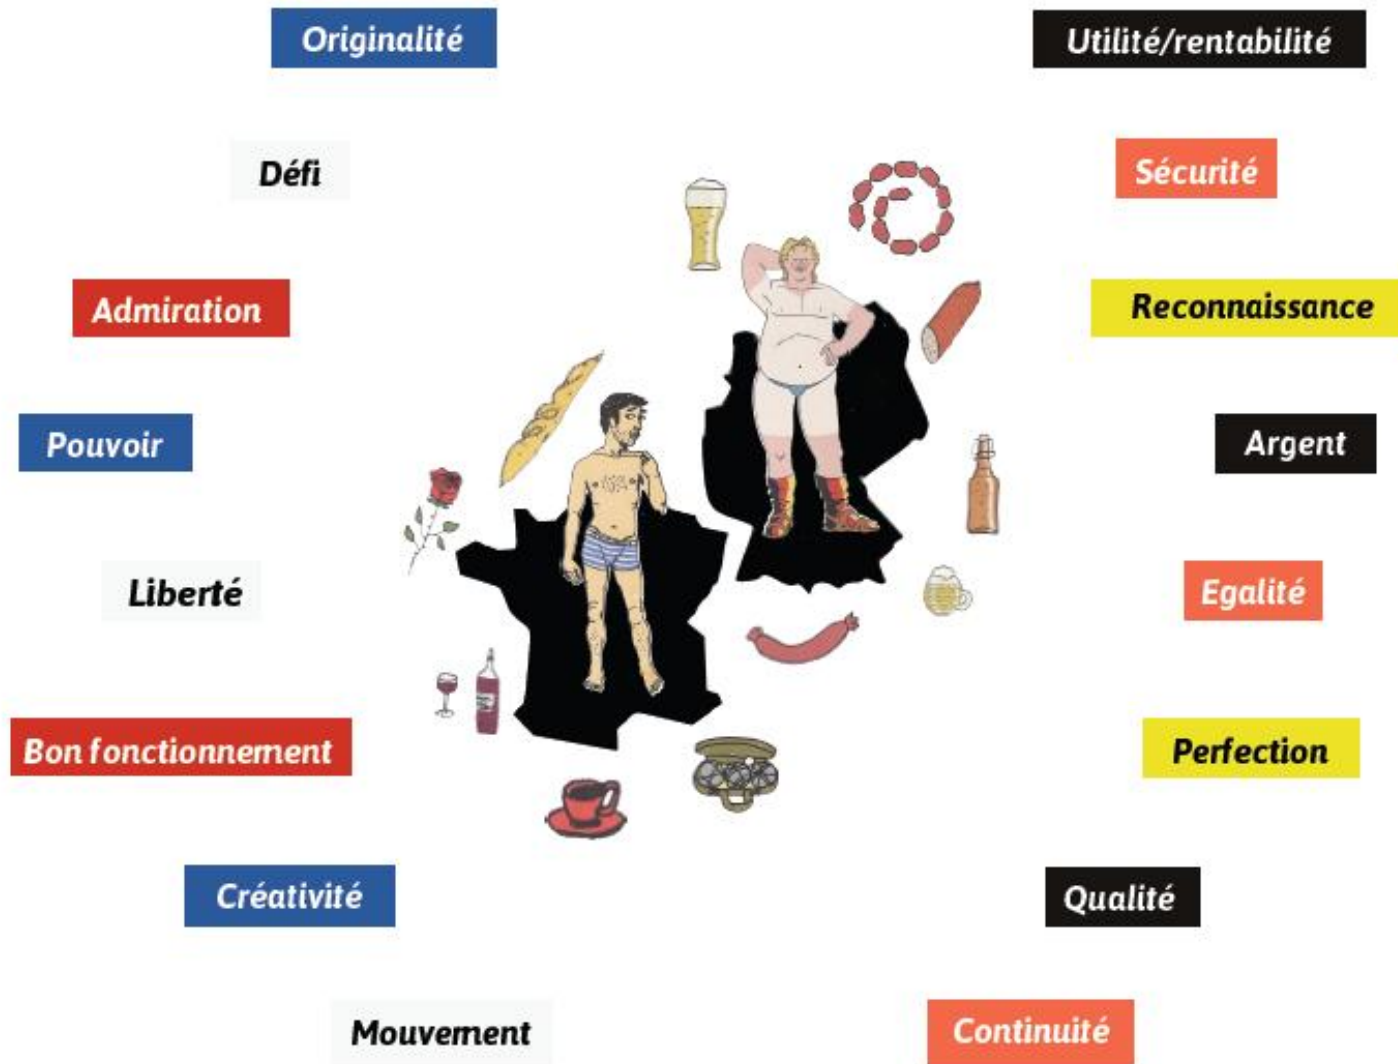 Originalité
Utilité/rentabilité
Défi
Sécurité
Admiration
Reconnaissance
Pouvoir
Argent
Liberté
Egalité
Bon fonctionnement
Perfection
Créativité
Qualité
Mouvement
Continuité